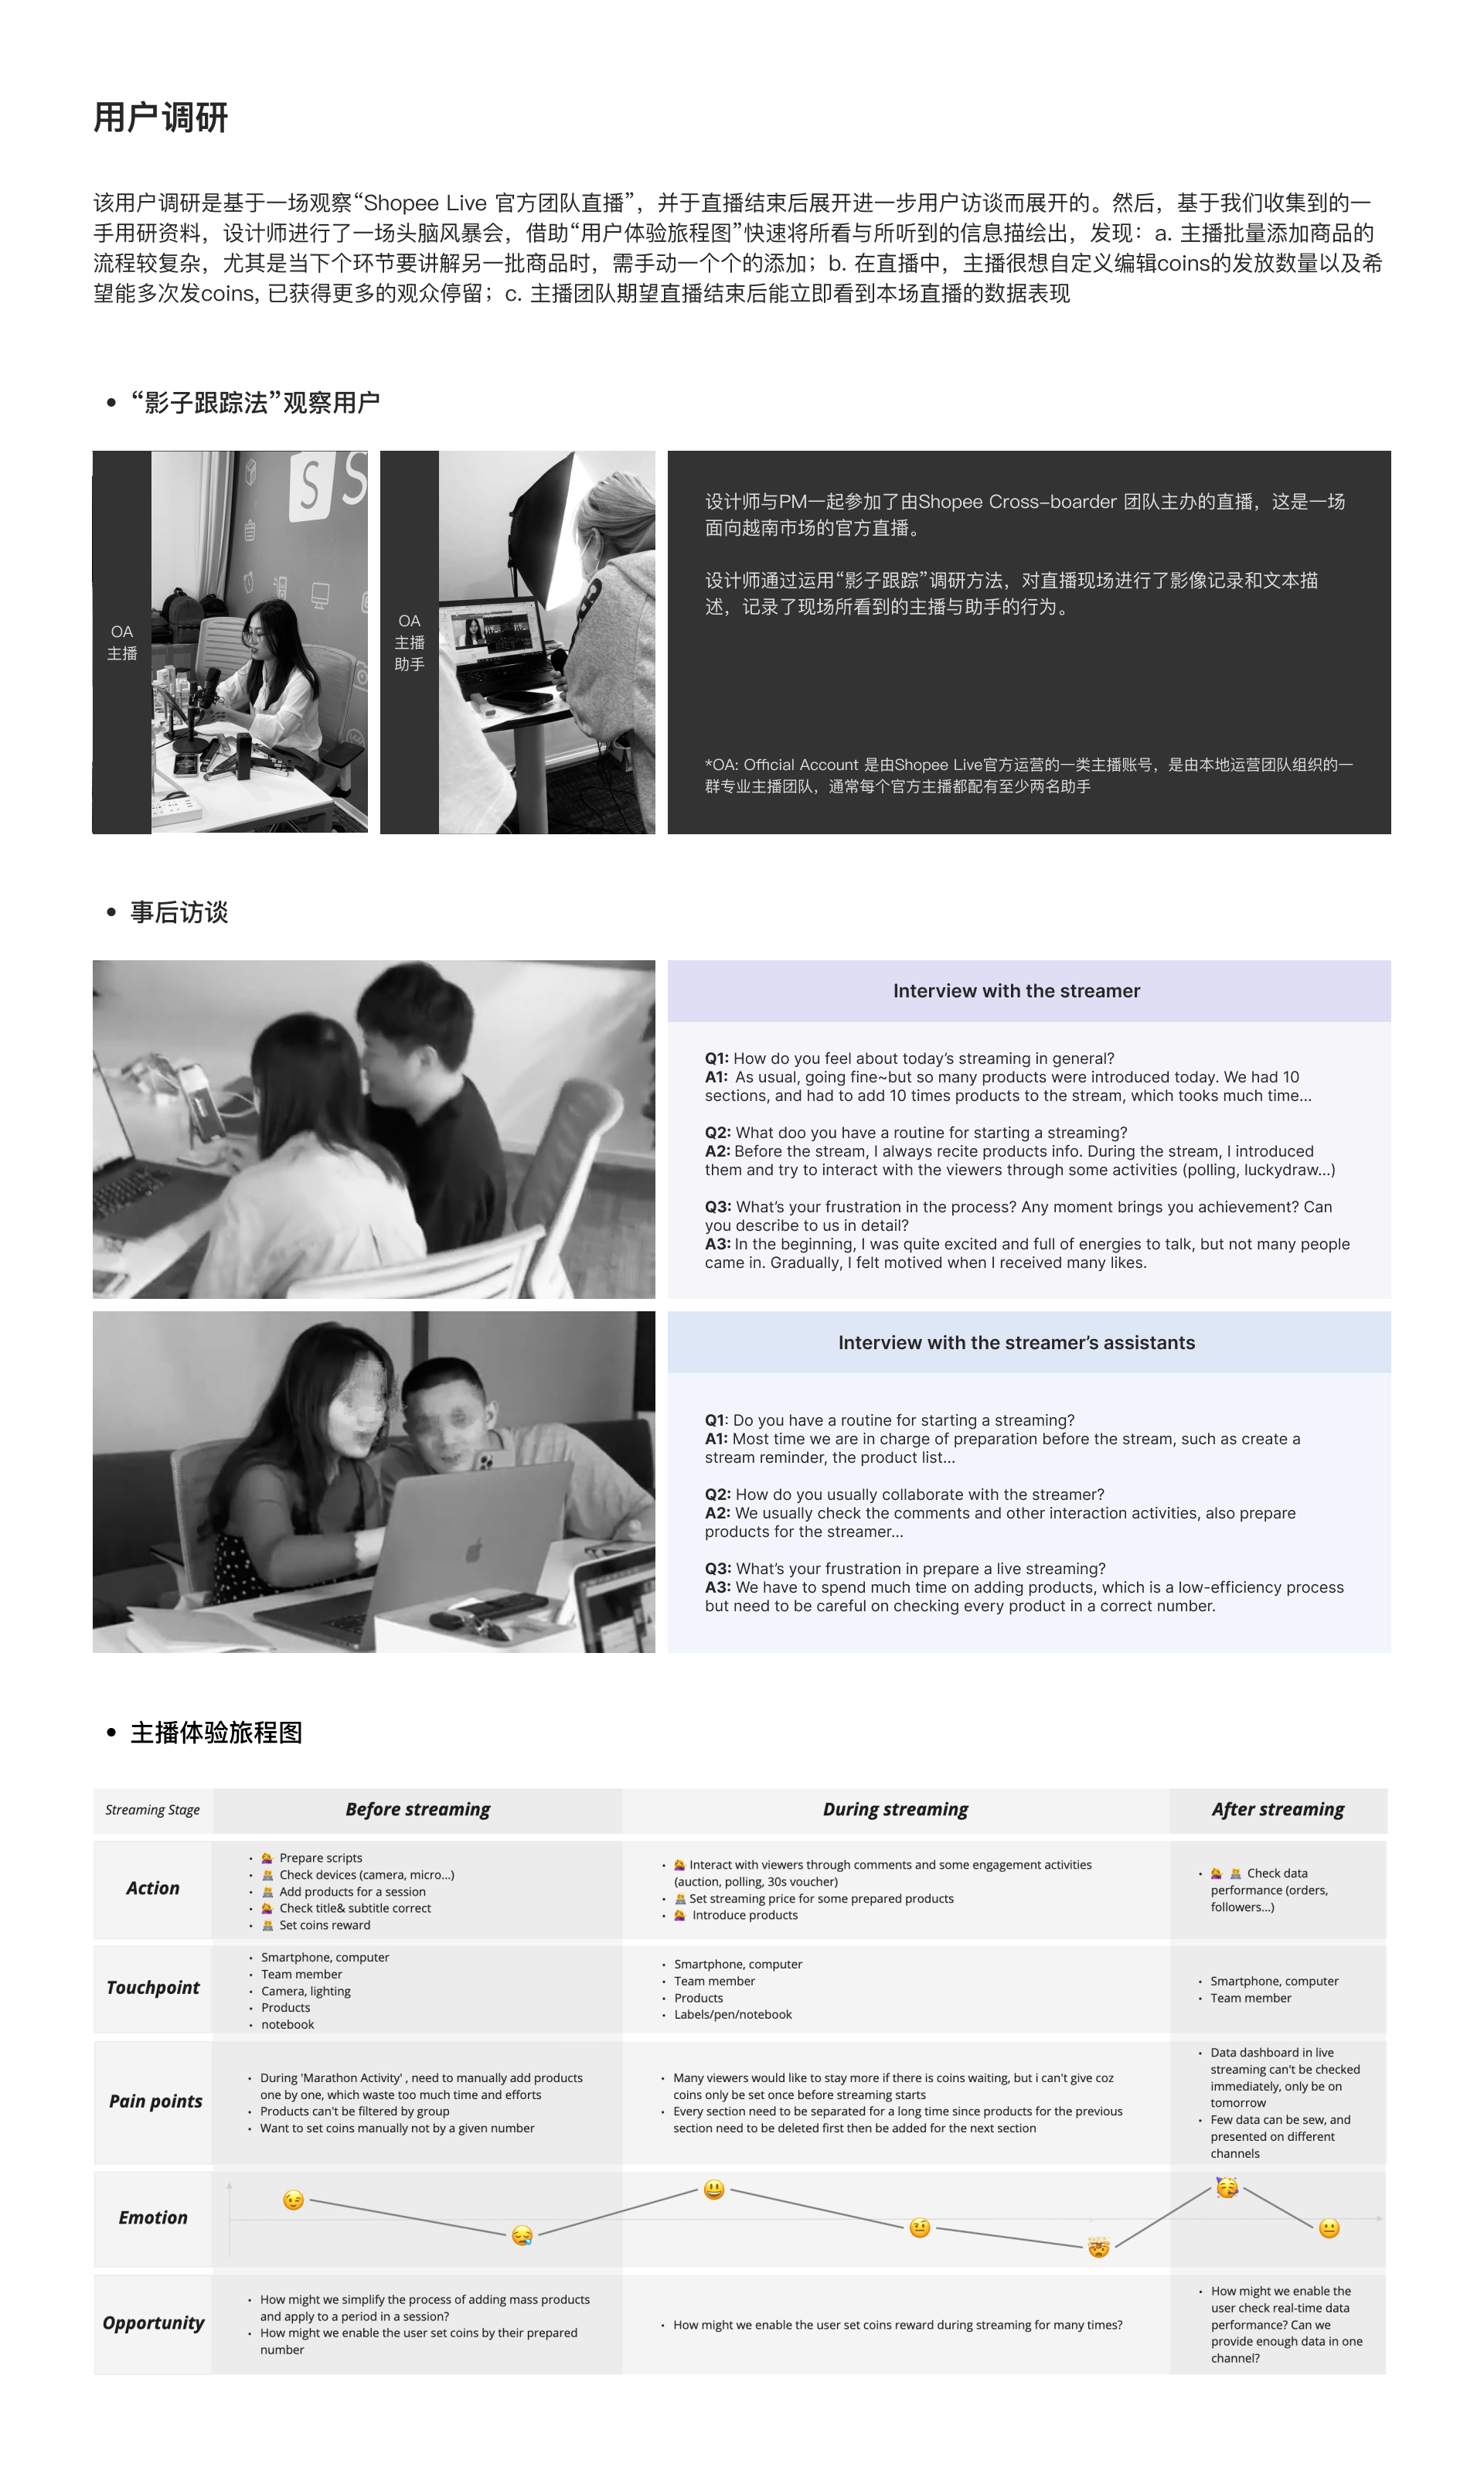 用户调研
该用户调研是基于一场观察“Shopee Live 官方团队直播”，并于直播结束后展开进一步用户访谈而展开的。然后，基于我们收集到的一
手用研资料，设计师进行了一场头脑风暴会，借助“用户体验旅程图”快速将所看与所听到的信息描绘出，发现：a. 主播批量添加商品的
流程较复杂，尤其是当下个环节要讲解另一批商品时，需手动一个个的添加；b. 在直播中，主播很想自定义编辑coins的发放数量以及希
望能多次发coins, 已获得更多的观众停留；c. 主播团队期望直播结束后能立即看到本场直播的数据表现
• “影子跟踪法”观察用户
OA
主播
OA
主播
助手
设计师与PM一起参加了由Shopee Cross-boarder 团队主办的直播，这是一场
面向越南市场的官方直播。
设计师通过运用“影子跟踪”调研方法，对直播现场进行了影像记录和文本描
述，记录了现场所看到的主播与助手的行为。
*OA: Official Account 是由Shopee Live官方运营的一类主播账号，是由本地运营团队组织的一
群专业主播团队，通常每个官方主播都配有至少两名助手
• 事后访谈
Interview with the streamer
Q1: How do you feel about today’s streaming in general?
A1: As usual, going fine~but so many products were introduced today. We had 10
sections, and had to add 10 times products to the stream, which tooks much time...
Q2: What doo you have a routine for starting a streaming?
A2: Before the stream, I always recite products info. During the stream, I introduced
them and try to interact with the viewers through some activities (polling, luckydraw...)
Q3: What’s your frustration in the process? Any moment brings you achievement? Can
you describe to us in detail?
A3: In the beginning, I was quite excited and full of energies to talk, but not many people
came in. Gradually, I felt motived when I received many likes.
Interview with the streamer’s assistants
Q1: Do you have a routine for starting a streaming?
A1: Most time we are in charge of preparation before the stream, such as create a
stream reminder, the product list...
Q2: How do you usually collaborate with the streamer?
A2: We usually check the comments and other interaction activities, also prepare
products for the streamer...
Q3: What’s your frustration in prepare a live streaming?
A3: We have to spend much time on adding products, which is a low-efficiency process
but need to be careful on checking every product in a correct number.
• 主播体验旅程图
Streaming Stage
Before streaming
During streaming
After streaming
Action
• Prepare scripts
• Check devices (camera, micro...)
• Add products for a session
• Check title& subtitle correct
• Set coins reward
• Interact with viewers through comments and some engagement activities
(auction, polling, 30s voucher)
• Set streaming price for some prepared products
• Introduce products
• Check data
performance (orders,
followers...)
Touchpoint
• Smartphone, computer
• Team member
• Camera, lighting
• Products
• notebook
• Smartphone, computer
• Team member
• Products
• Labels/pen/notebook
• Smartphone, computer
• Team member
Pain points
• During 'Marathon Activity' , need to manually add products
one by one, which waste too much time and efforts
• Products can't be filtered by group
• Want to set coins manually not by a given number
• Many viewers would like to stay more if there is coins waiting, but i can't give coz
coins only be set once before streaming starts
• Every section need to be separated for a long time since products for the previous
section need to be deleted first then be added for the next section
• Data dashboard in live
streaming can't be checked
immediately, only be on
tomorrow
• Few data can be sew, and
presented on different
channels
Emotion
Opportunity
• How might we simplify the process of adding mass products
and apply to a period in a session?
• How might we enable the user set coins by their prepared
number
• How might we enable the user set coins reward during streaming for many times?
• How might we enable the
user check real-time data
performance? Can we
provide enough data in one
channel?